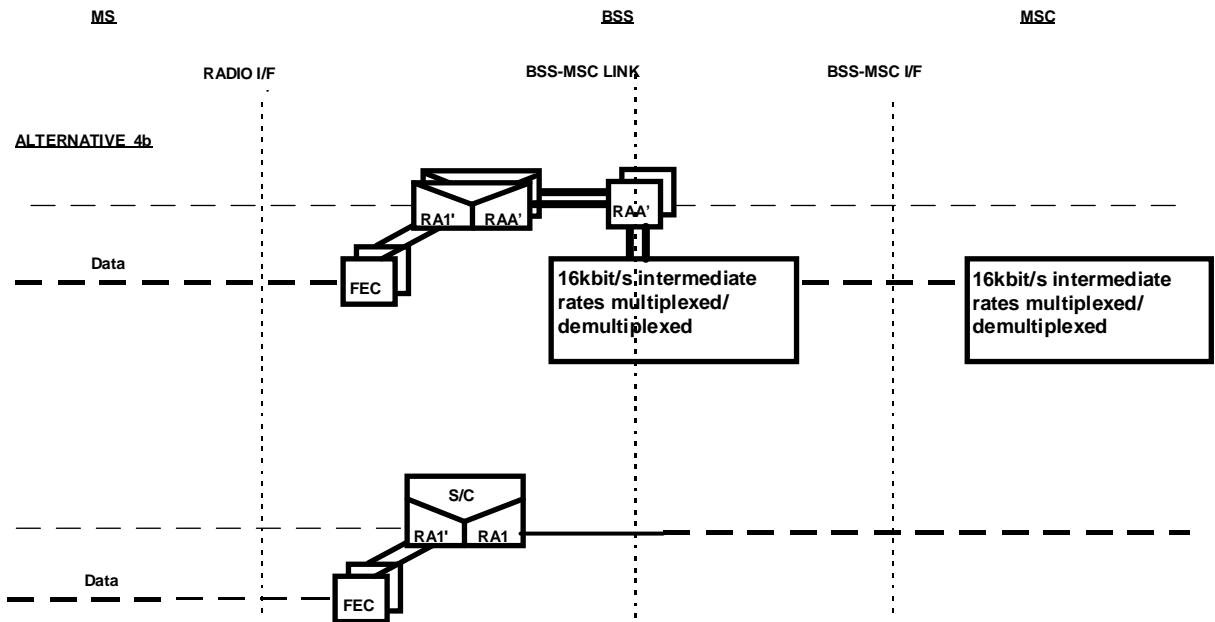 MS BSS MSC
RADIO I/F BSS-MSC LINK BSS-MSC I/F
ALTERNATIVE 4b
RA1' RAA' RAA'
Data
FEC
16kbit/s intermediate
rates multiplexed/
demultiplexed
16kbit/s intermediate
rates multiplexed/
demultiplexed
S/C
RA1' RA1
Data
FEC